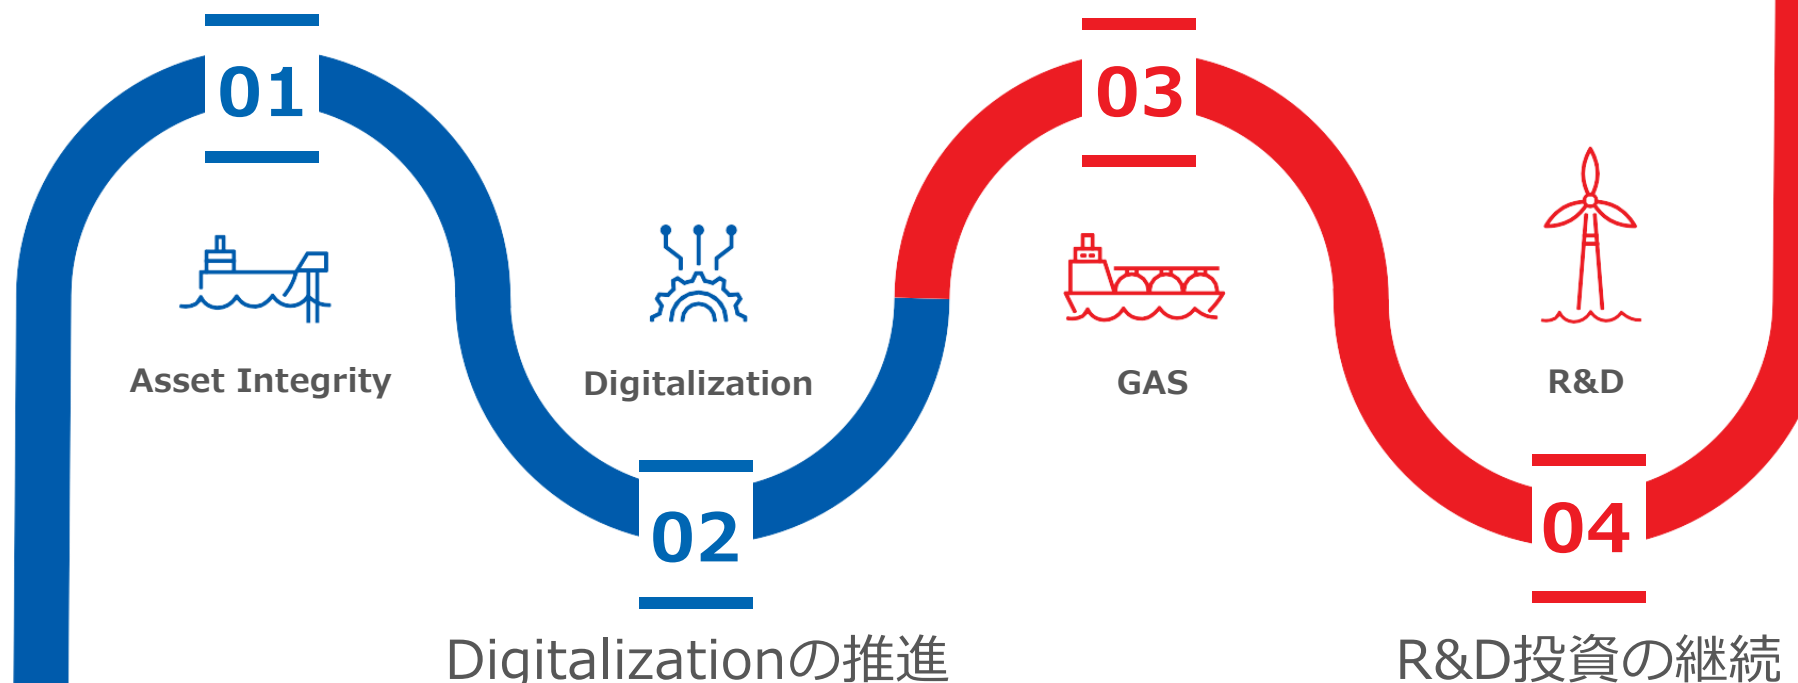 01
Asset Integrity
Digitalization
02
Digitalizationの推進
03
GAS
R&D
04
R&D投資の継続